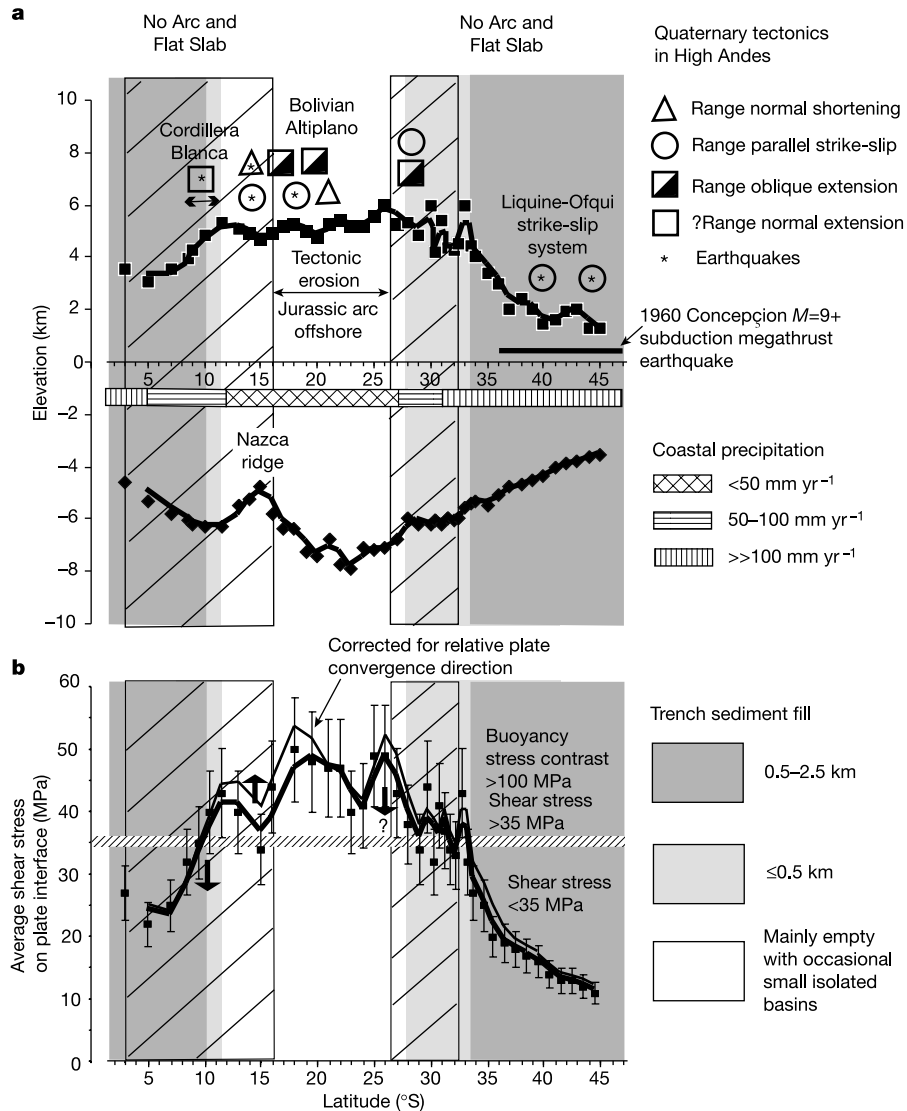 a
No Arc and
Flat Slab
No Arc and
Flat Slab
Quaternary tectonics
in High Andes
Range normal shortening
Range parallel strike-slip
Range oblique extension
?Range normal extension
* Earthquakes
Elevation (km)
10
8
6
4
2
0
−2
−4
−6
−8
−10
Cordillera
Blanca
Bolivian
Altiplano
Liquine-Ofqui
strike-slip
system
Tectonic
erosion
Jurassic arc
offshore
1960 Concepçion M=9+
subduction megathrust
earthquake
5 10 15 20 25 30 35 40 45
Nazca
ridge
Coastal precipitation
<50 mm yr⁻¹
50–100 mm yr⁻¹
>>100 mm yr⁻¹
b
Corrected for relative plate
convergence direction
Average shear stress
on plate interface (MPa)
60
50
40
30
20
10
0
Buoyancy
stress contrast
>100 MPa
Shear stress
>35 MPa
?
Shear stress
<35 MPa
5 10 15 20 25 30 35 40 45
Latitude (°S)
Trench sediment fill
0.5–2.5 km
≤0.5 km
Mainly empty
with occasional
small isolated
basins